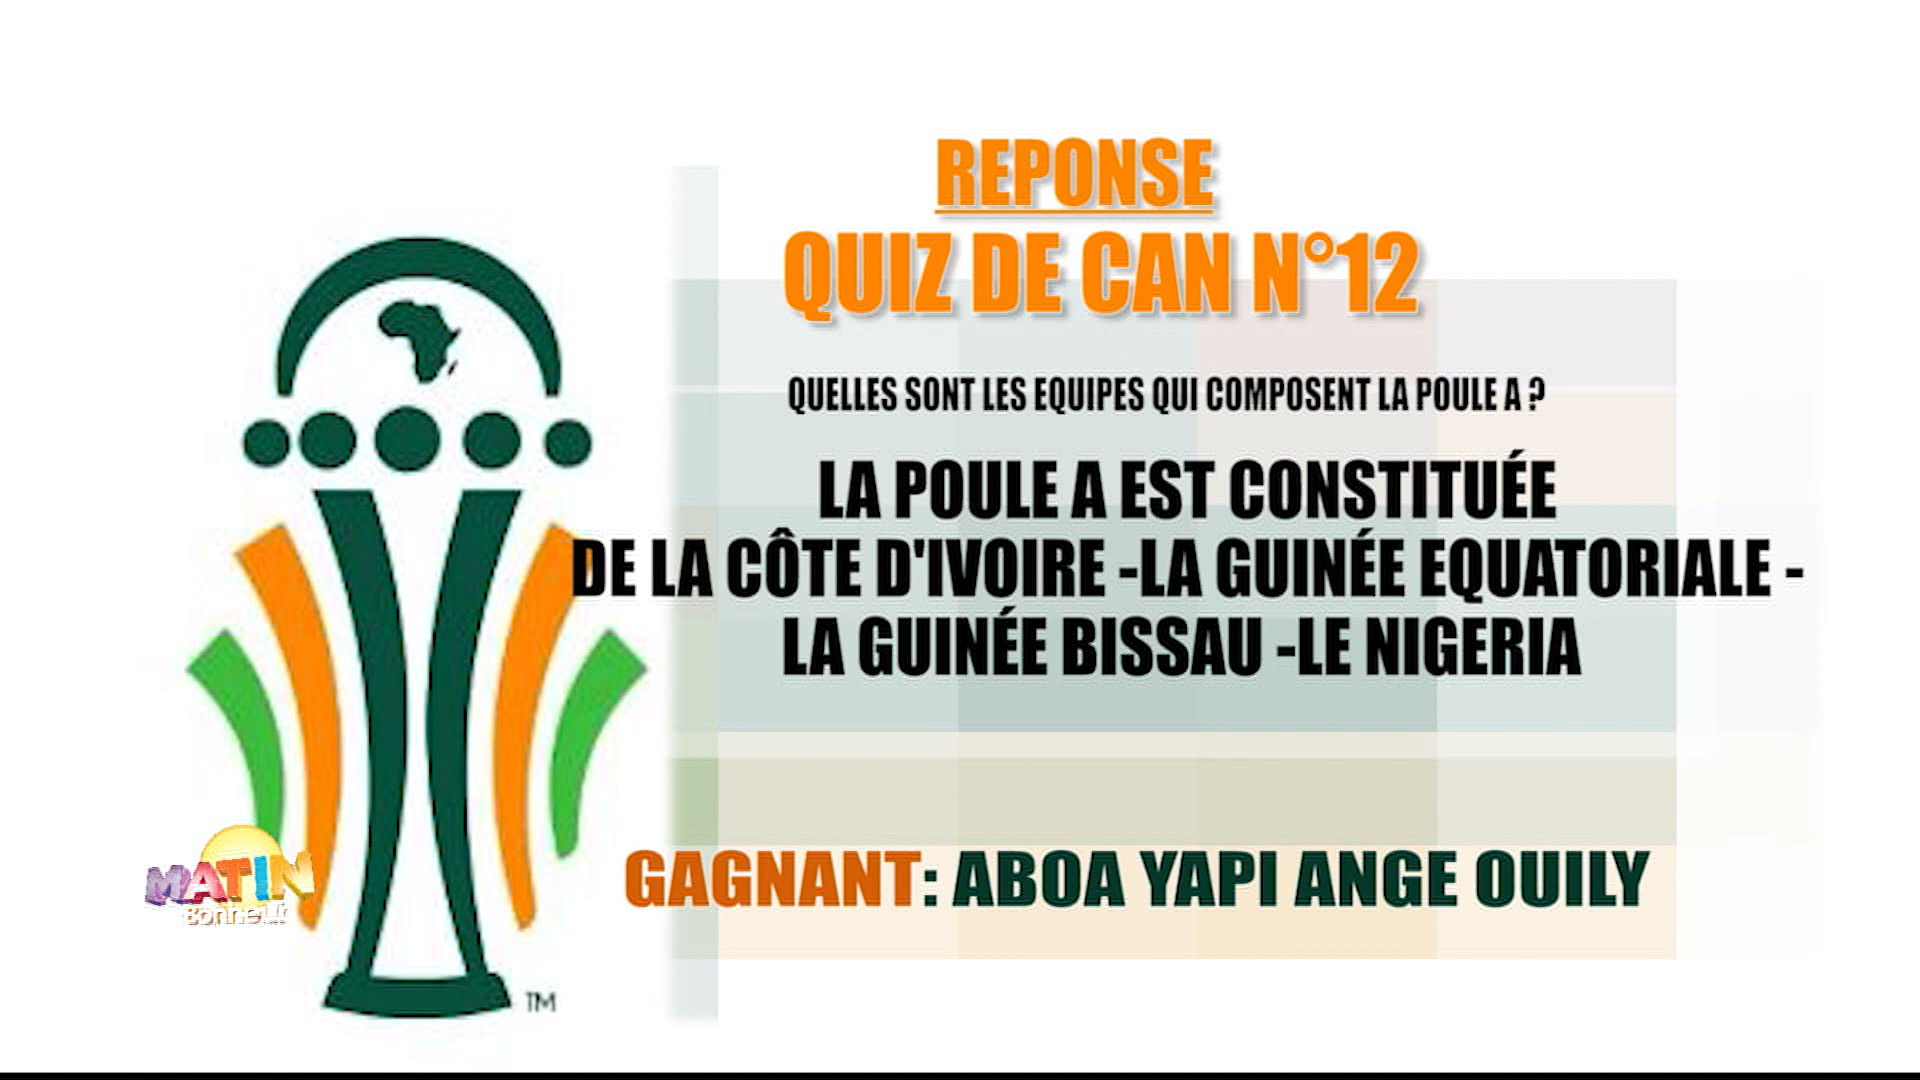 REPONSE
QUIZ DE CAN N°12
QUELLES SONT LES EQUIPES QUI COMPOSENT LA POULE A ?
LA POULE A EST CONSTITUÉE
DE LA CÔTE D'IVOIRE -LA GUINÉE EQUATORIALE -
LA GUINÉE BISSAU -LE NIGERIA
GAGNANT: ABOA YAPI ANGE OUILY
MATIN
Bonheur
TM